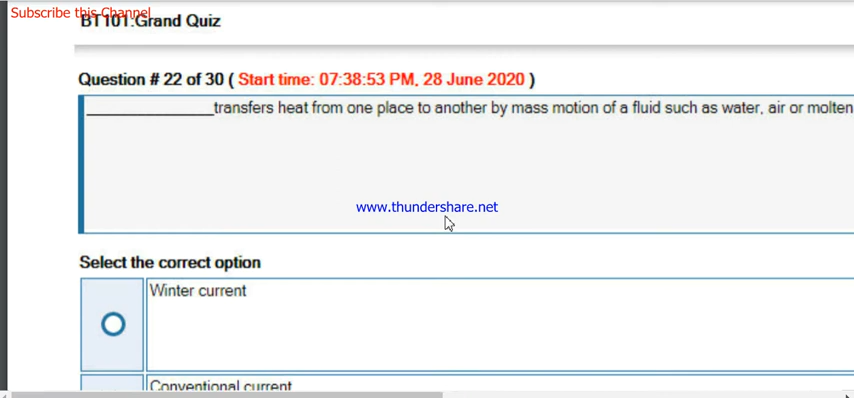 Subscribe this Channel
BT101:Grand Quiz
Question # 22 of 30 ( Start time: 07:38:53 PM, 28 June 2020 )
________________transfers heat from one place to another by mass motion of a fluid such as water, air or molten
www.thundershare.net
Select the correct option
Winter current
Conventional current